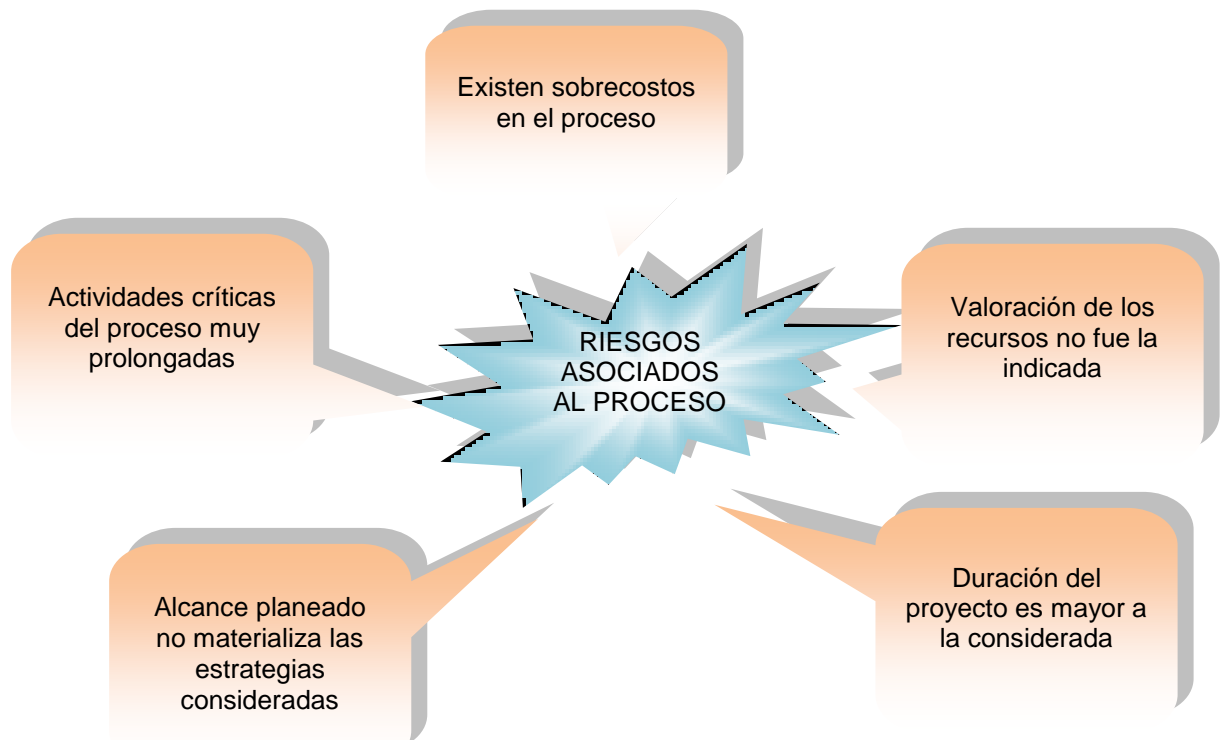 Existen sobrecostos
en el proceso
Actividades críticas
del proceso muy
prolongadas
RIESGOS
ASOCIADOS
AL PROCESO
Valoración de los
recursos no fue la
indicada
Alcance planeado
no materializa las
estrategias
consideradas
Duración del
proyecto es mayor a
la considerada